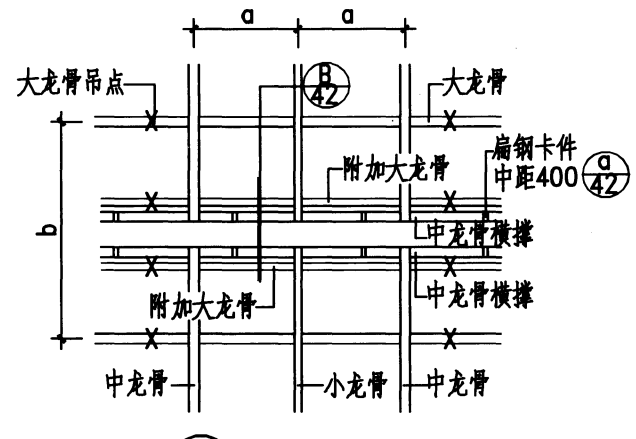 a a
大龙骨吊点
B
42
大龙骨
扁钢卡件
中距400
a
42
附加大龙骨
b
中龙骨横撑
中龙骨横撑
附加大龙骨
中龙骨
小龙骨
中龙骨